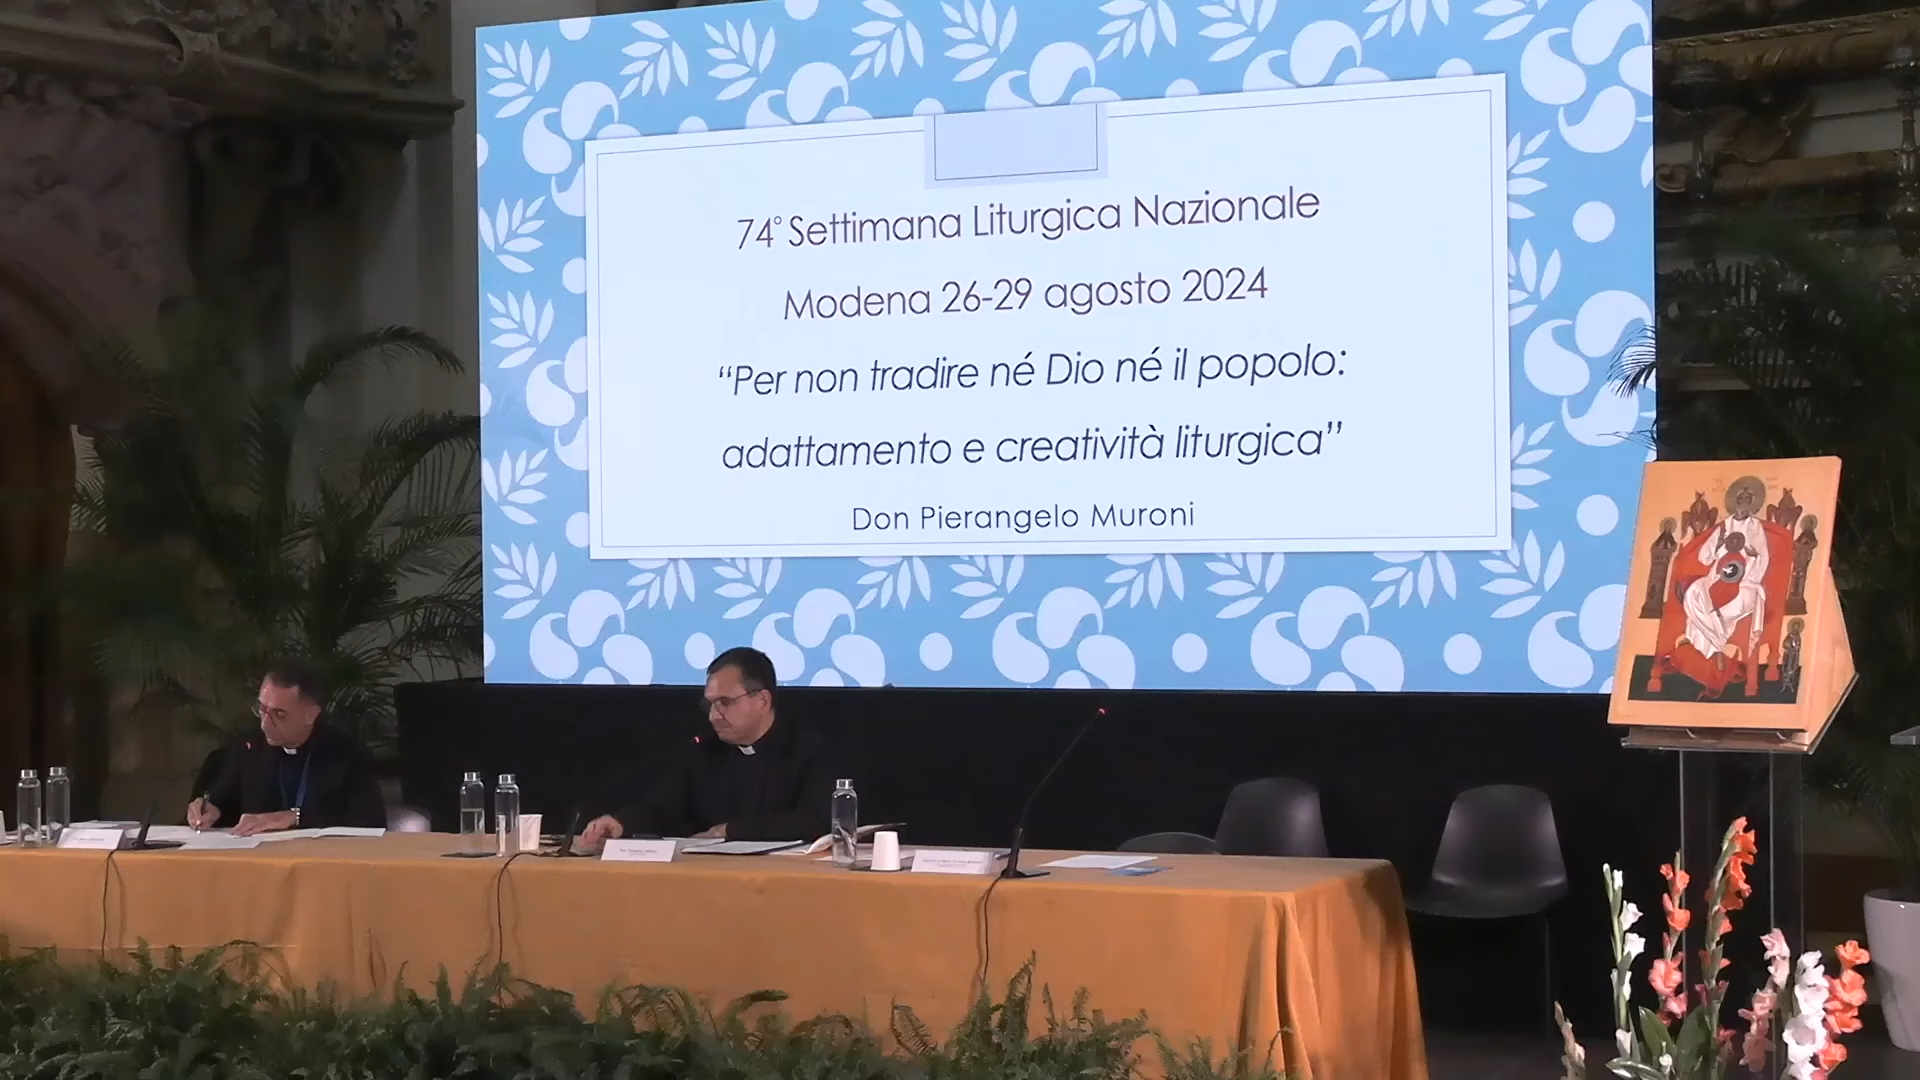 74° Settimana Liturgica Nazionale
Modena 26-29 agosto 2024
“Per non tradire né Dio né il popolo:
adattamento e creatività liturgica”
Don Pierangelo Muroni